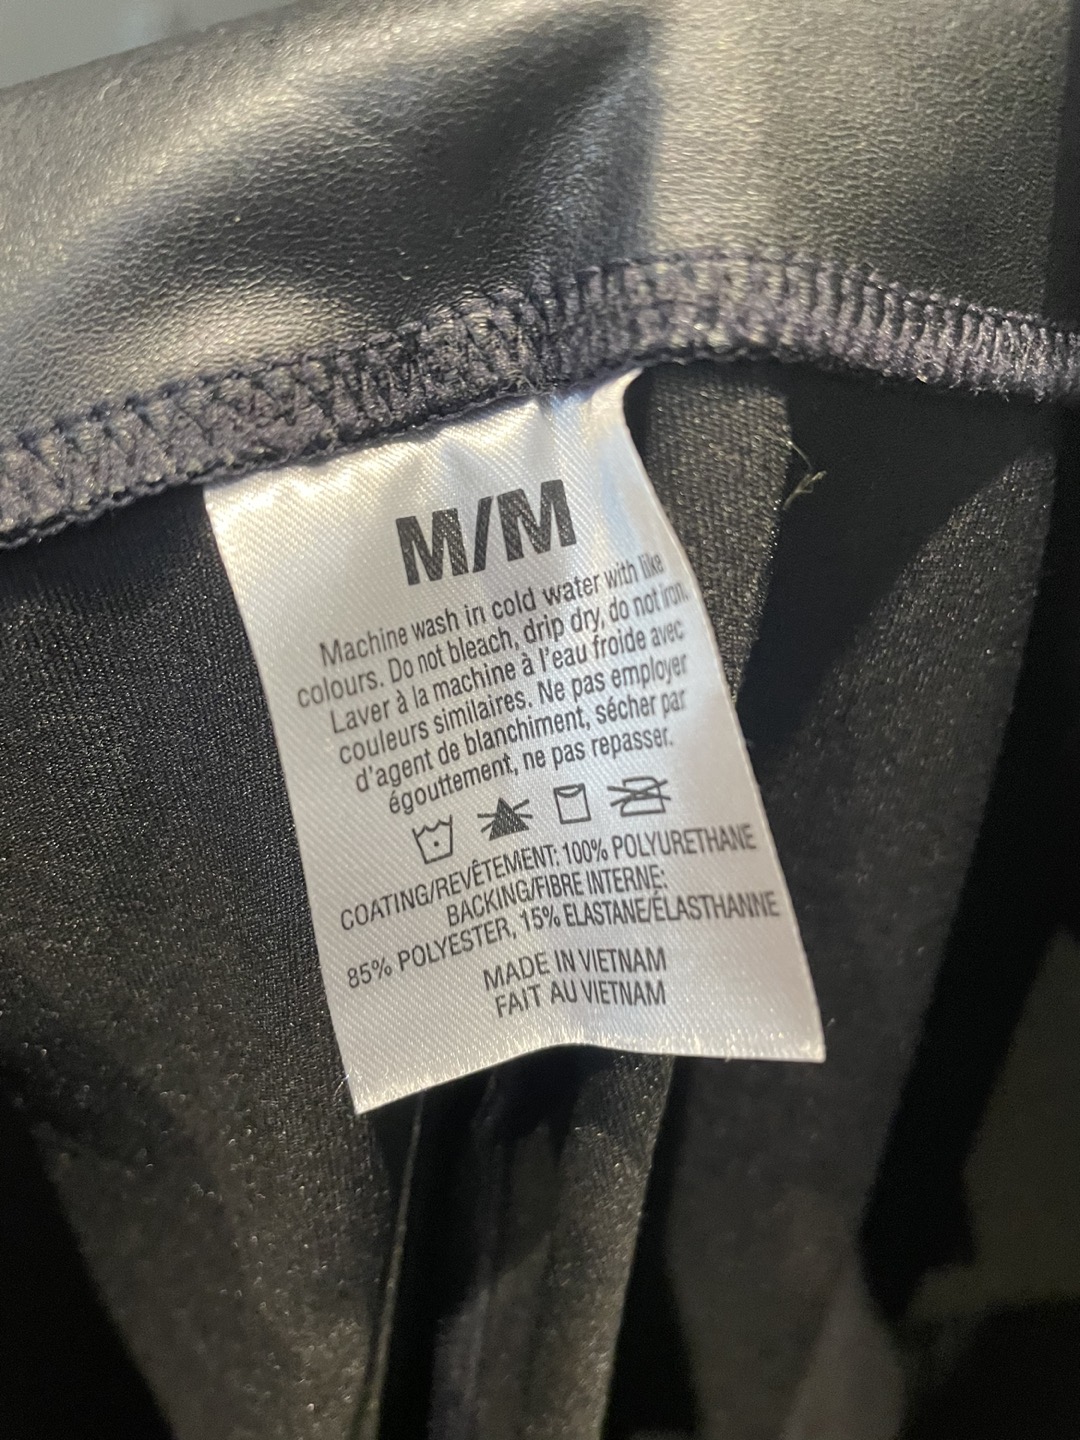 M/M
Machine wash in cold water with like
colours. Do not bleach, drip dry, do not iron.
Laver à la machine à l'eau froide avec
couleurs similaires. Ne pas employer
d'agent de blanchiment, sécher par
égouttement, ne pas repasser.
COATING/REVÊTEMENT: 100% POLYURETHANE
BACKING/FIBRE INTERNE:
85% POLYESTER, 15% ELASTANE/ÉLASTHANNE
MADE IN VIETNAM
FAIT AU VIETNAM